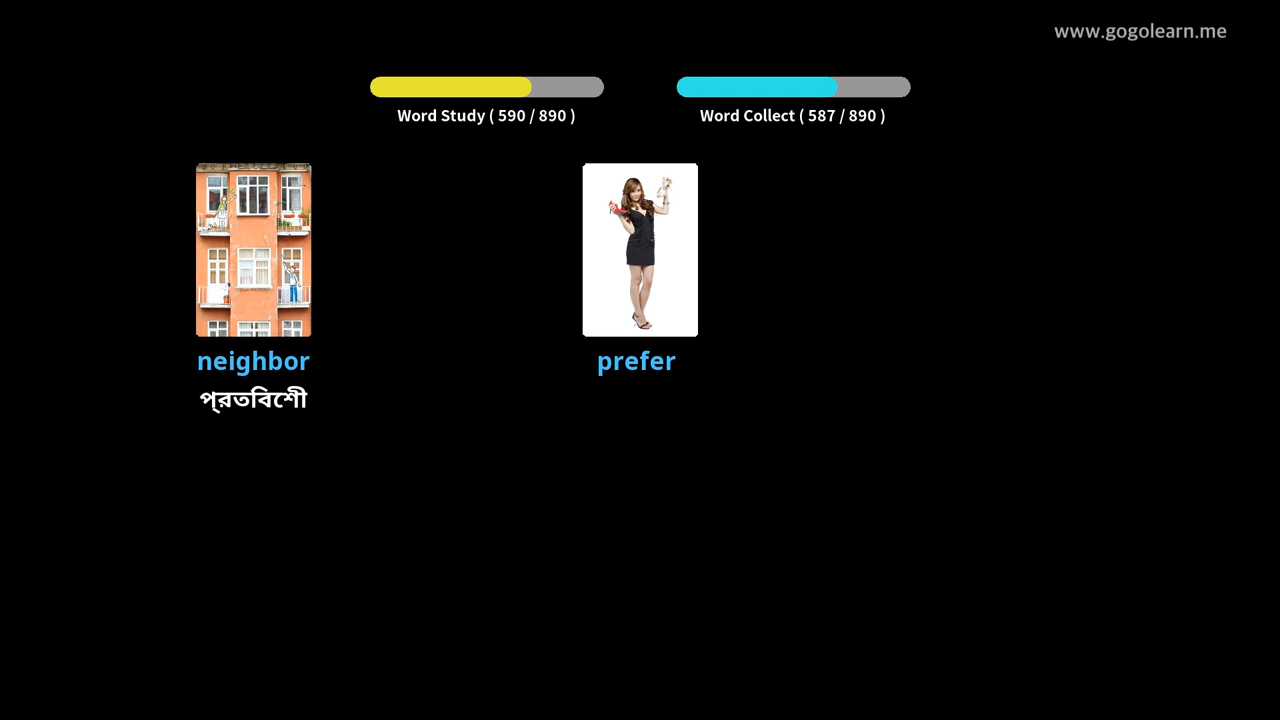 www.gogolearn.me
Word Study ( 590 / 890 )
Word Collect ( 587 / 890 )
neighbor
prefer
প্রতিবেশী